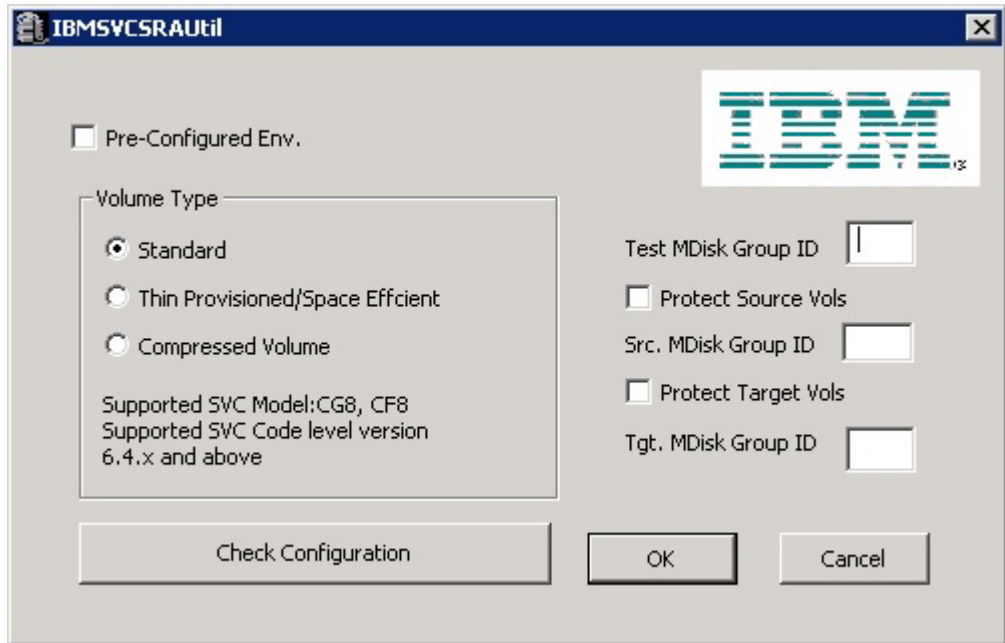 IBMSVCSRAUtil
IBM
Pre-Configured Env.
Volume Type
Standard
Thin Provisioned/Space Effcient
Compressed Volume
Supported SVC Model:CG8, CF8
Supported SVC Code level version
6.4.x and above
Test MDisk Group ID
Protect Source Vols
Src. MDisk Group ID
Protect Target Vols
Tgt. MDisk Group ID
Check Configuration
OK
Cancel